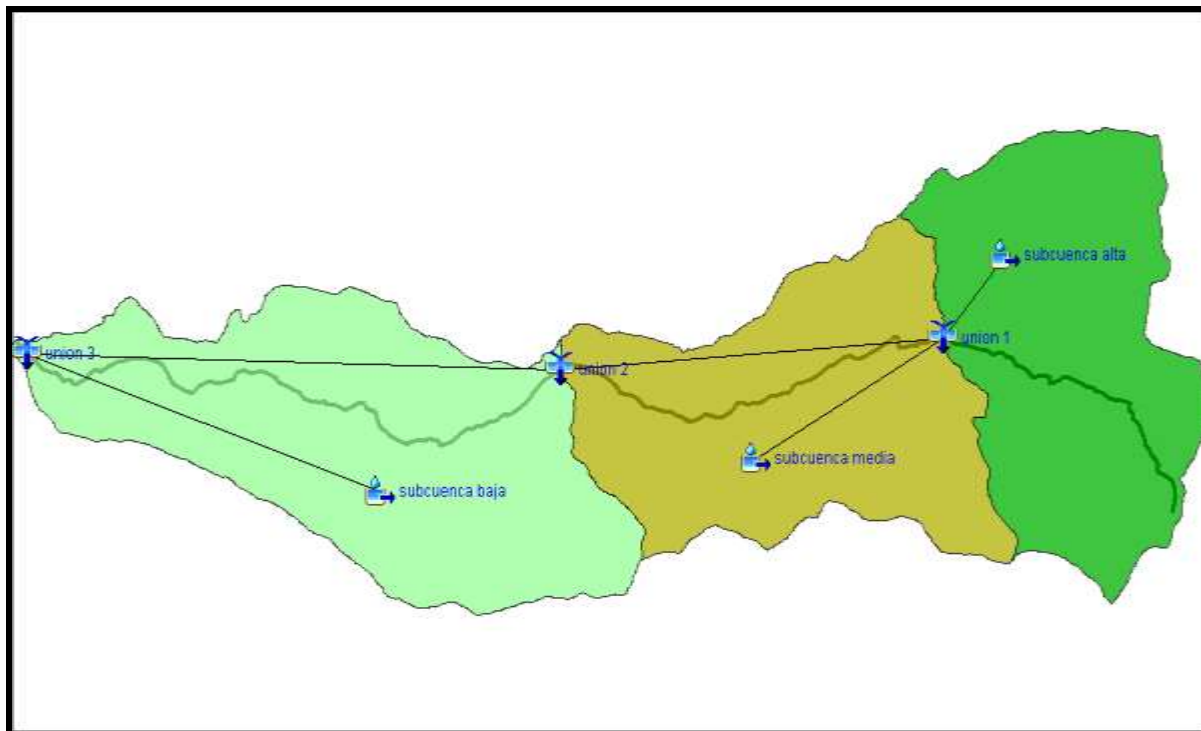 subcuenca alta
union 1
union 3
union 2
subcuenca media
subcuenca baja